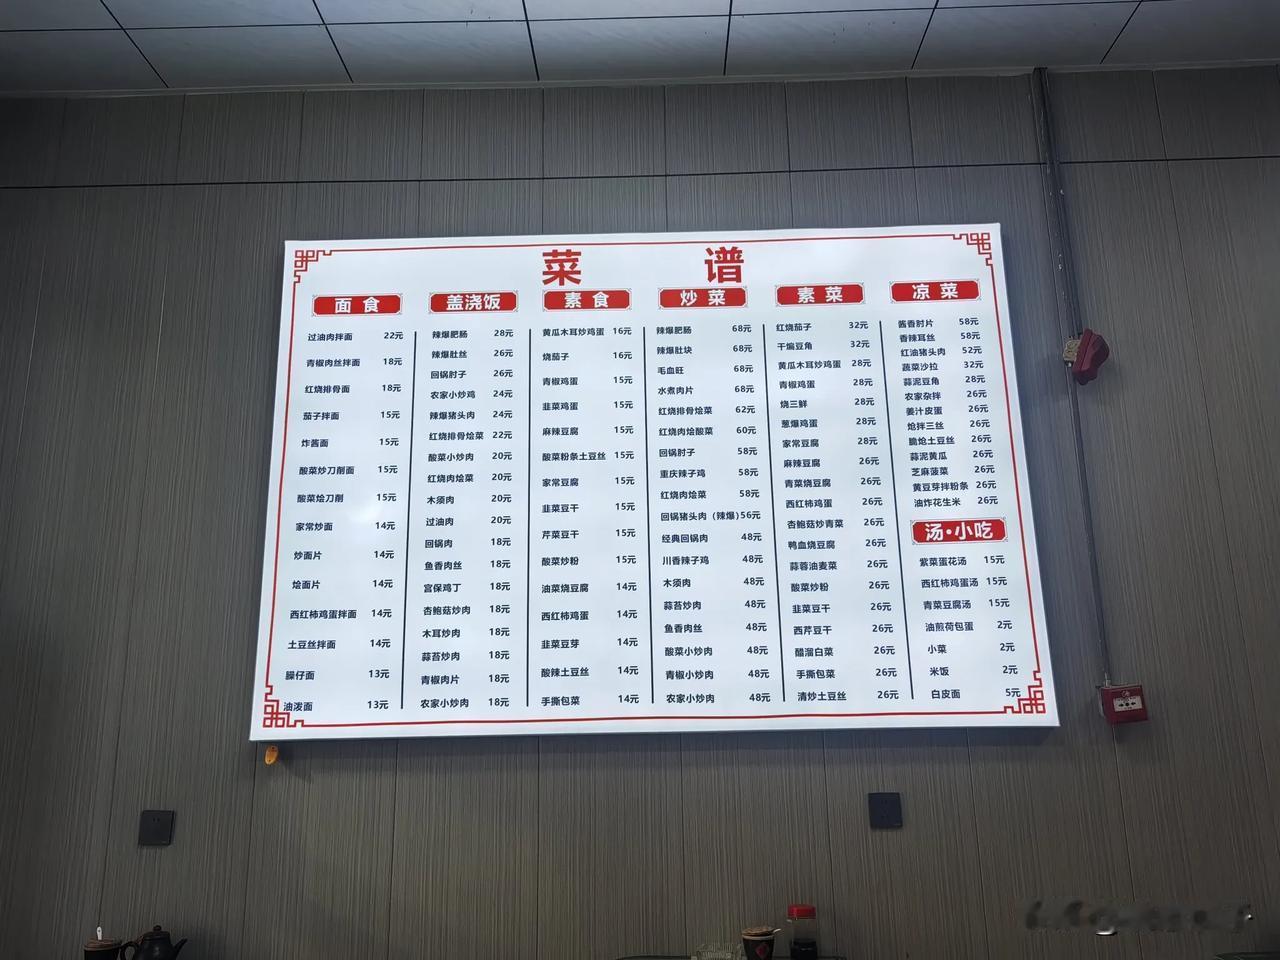 菜 谱
面 食
过油肉拌面 22元
青椒肉丝拌面 18元
红烧排骨面 18元
茄子拌面 15元
炸酱面 15元
酸菜炒刀削面 15元
酸菜烩刀削 15元
家常炒面 14元
炒面片 14元
烩面片 14元
西红柿鸡蛋拌面 14元
土豆丝拌面 14元
臊仔面 13元
油泼面 13元
盖浇饭
辣爆肥肠 28元
辣爆肚丝 26元
回锅肘子 26元
农家小炒鸡 24元
辣爆猪头肉 24元
红烧排骨烩菜 22元
酸菜小炒肉 20元
红烧肉烩菜 20元
木须肉 20元
过油肉 20元
回锅肉 18元
鱼香肉丝 18元
宫保鸡丁 18元
杏鲍菇炒肉 18元
木耳炒肉 18元
蒜苔炒肉 18元
青椒肉片 18元
农家小炒肉 18元
素 食
黄瓜木耳炒鸡蛋 16元
烧茄子 16元
青椒鸡蛋 15元
韭菜鸡蛋 15元
麻辣豆腐 15元
酸菜粉条土豆丝 15元
家常豆腐 15元
韭菜豆干 15元
芹菜豆干 15元
酸菜炒粉 15元
油菜烧豆腐 14元
西红柿鸡蛋 14元
韭菜豆芽 14元
酸辣土豆丝 14元
手撕包菜 14元
炒 菜
辣爆肥肠 68元
辣爆肚块 68元
毛血旺 68元
水煮肉片 68元
红烧排骨烩菜 62元
红烧肉烩酸菜 60元
回锅肘子 58元
重庆辣子鸡 58元
红烧肉烩菜 58元
回锅猪头肉（辣爆)56元
经典回锅肉 48元
川香辣子鸡 48元
木须肉 48元
蒜苔炒肉 48元
鱼香肉丝 48元
酸菜小炒肉 48元
青椒小炒肉 48元
农家小炒肉 48元
素 菜
红烧茄子 32元
干煸豆角 32元
黄瓜木耳炒鸡蛋 28元
青椒鸡蛋 28元
烧三鲜 28元
葱爆鸡蛋 28元
家常豆腐 28元
麻辣豆腐 26元
青菜烧豆腐 26元
西红柿鸡蛋 26元
杏鲍菇炒青菜 26元
鸭血烧豆腐 26元
蒜蓉油麦菜 26元
酸菜炒粉 26元
韭菜豆干 26元
西芹豆干 26元
醋溜白菜 26元
手撕包菜 26元
清炒土豆丝 26元
凉 菜
酱香肘片 58元
香辣耳丝 58元
红油猪头肉 52元
蔬菜沙拉 32元
蒜泥豆角 28元
农家杂拌 26元
姜汁皮蛋 26元
炝拌三丝 26元
脆炝土豆丝 26元
蒜泥黄瓜 26元
芝麻菠菜 26元
黄豆芽拌粉条 26元
油炸花生米 26元
汤·小吃
紫菜蛋花汤 15元
西红柿鸡蛋汤 15元
青菜豆腐汤 15元
油煎荷包蛋 2元
小菜 2元
米饭 2元
白皮面 5元